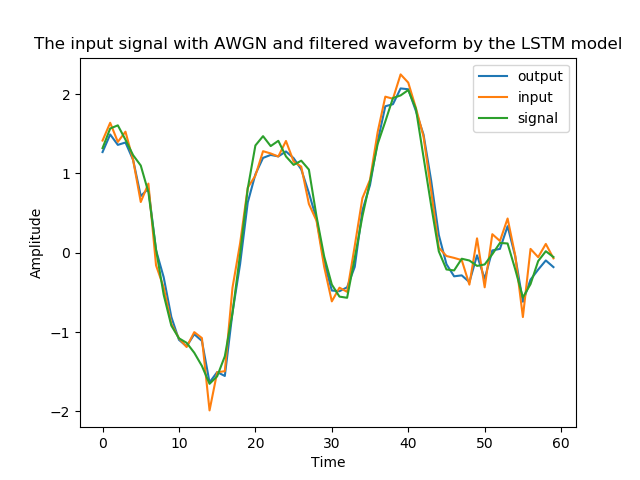 The input signal with AWGN and filtered waveform by the LSTM model
output
input
signal
Amplitude
2
1
0
−1
−2
0 10 20 30 40 50 60
Time